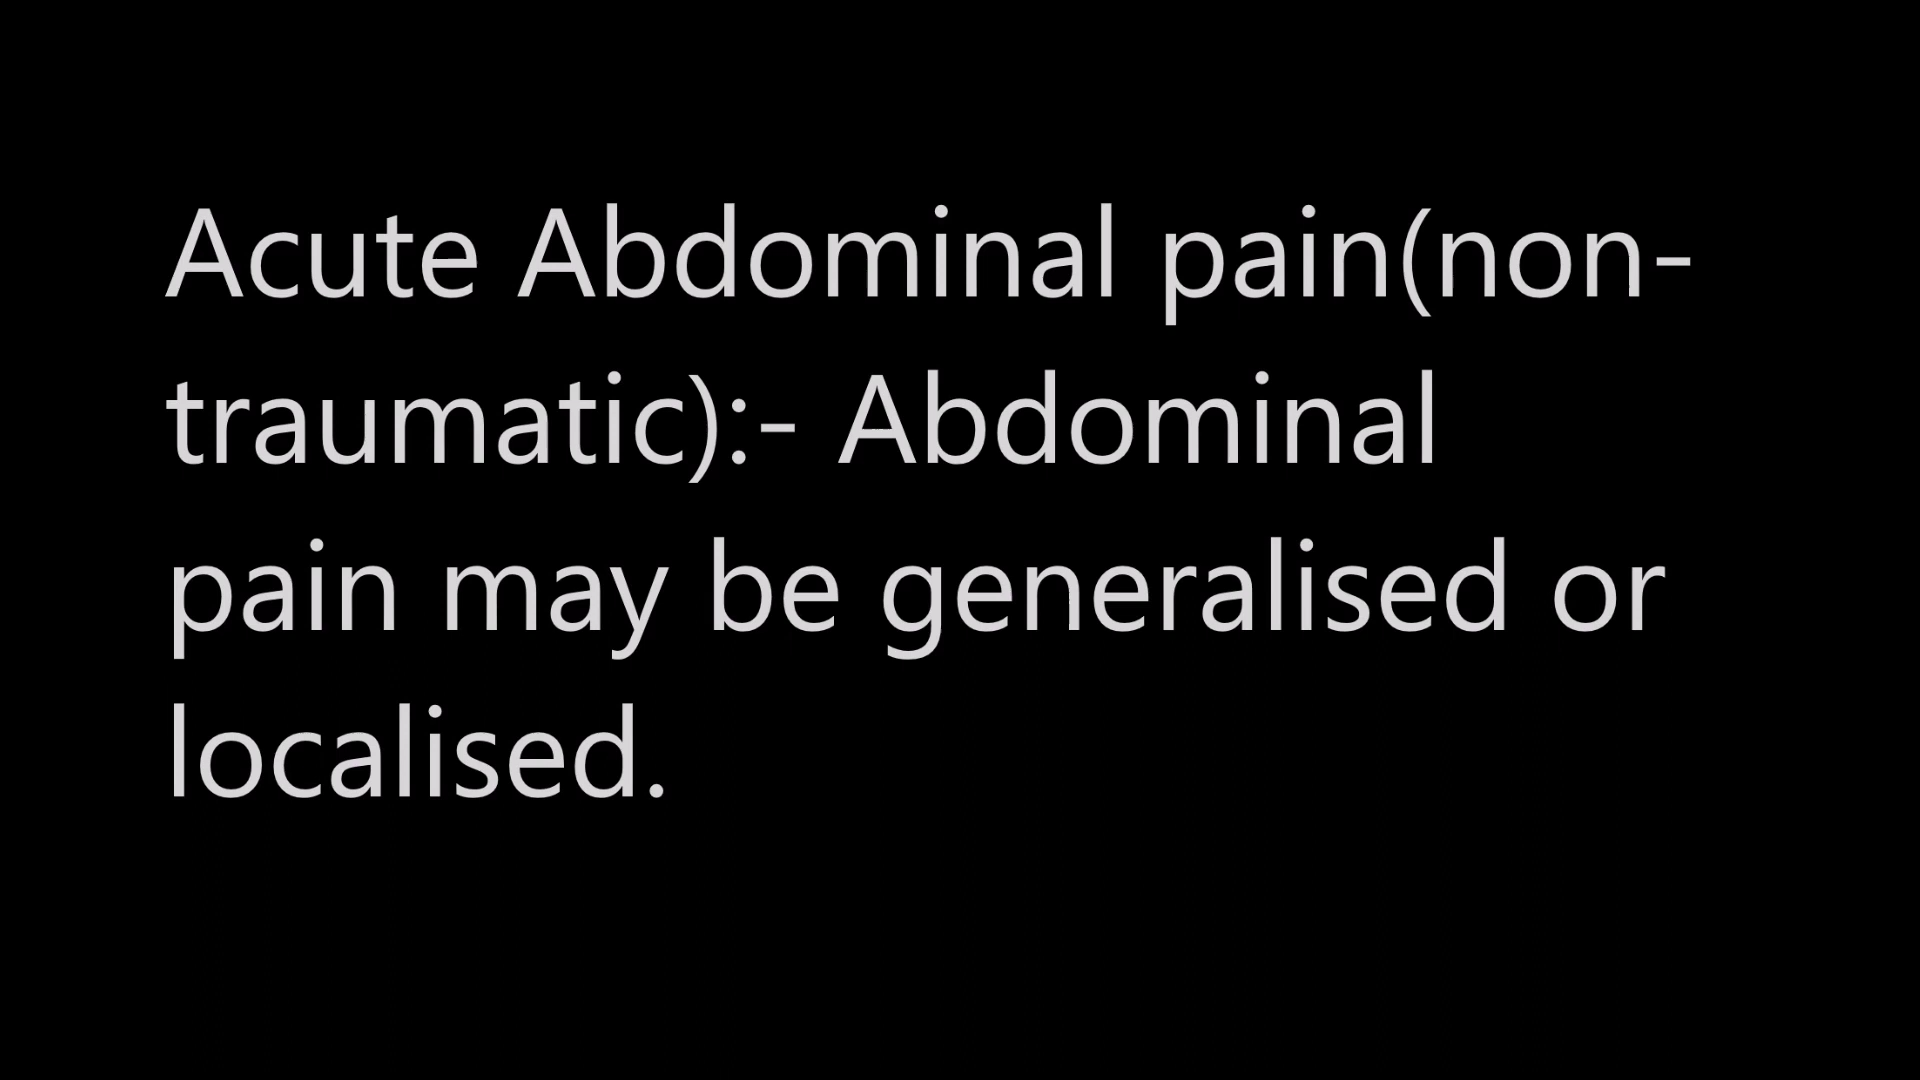 Acute Abdominal pain(non-
traumatic):- Abdominal
pain may be generalised or
localised.